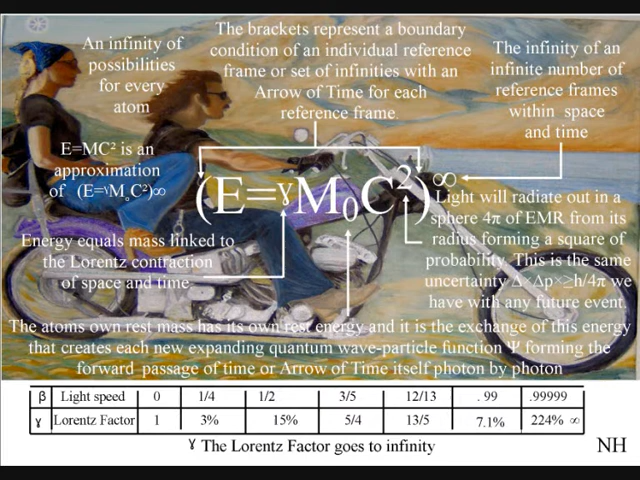 The brackets represent a boundary
condition of an individual reference
frame or set of infinities with an
Arrow of Time for each
reference frame.
An infinity of
possibilities
for every
atom
The infinity of an
infinite number of
reference frames
within space
and time
E=MC² is an
approximation
of (E=ᵞM˳C²)∞
(E=ɤM₀C²)∞
Energy equals mass linked to
the Lorentz contraction
of space and time
Light will radiate out in a
sphere 4π of EMR from its
radius forming a square of
probability. This is the same
uncertainty Δ×Δp×≥h/4π we
have with any future event.
The atoms own rest mass has its own rest energy and it is the exchange of this energy
that creates each new expanding quantum wave-particle function Ψ forming the
forward passage of time or Arrow of Time itself photon by photon
β Light speed 0 1/4 1/2 3/5 12/13 . 99 .99999
ɤ Lorentz Factor 1 3% 15% 5/4 13/5 7.1% 224% ∞
ɤ The Lorentz Factor goes to infinity
NH